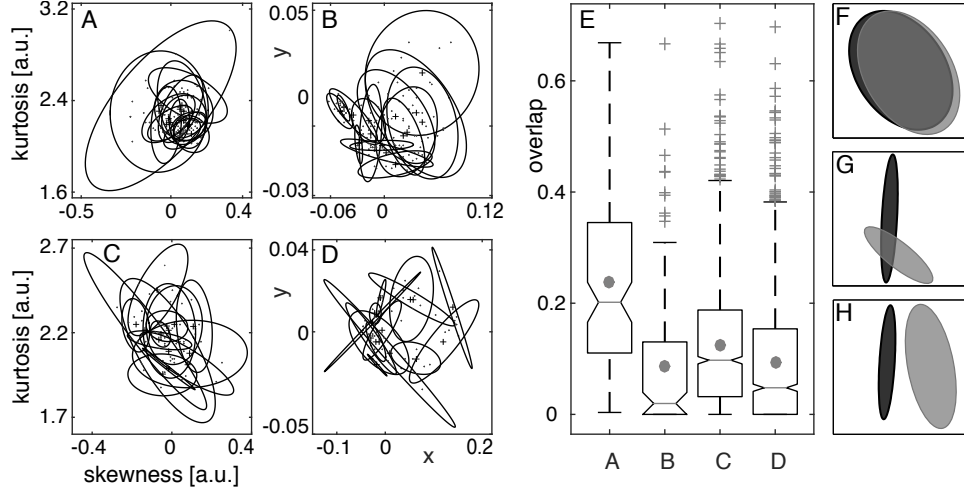 A
kurtosis [a.u.]
3.2
2.4
1.6
-0.5
0
0.4
B
y
0.05
0
-0.03
-0.06
0
0.12
C
kurtosis [a.u.]
2.7
2.2
1.7
-0.4
0
0.4
skewness [a.u.]
D
y
0.04
0
-0.05
-0.1
0
0.2
x
E
overlap
0.6
0.4
0.2
0
A
B
C
D
F
G
H